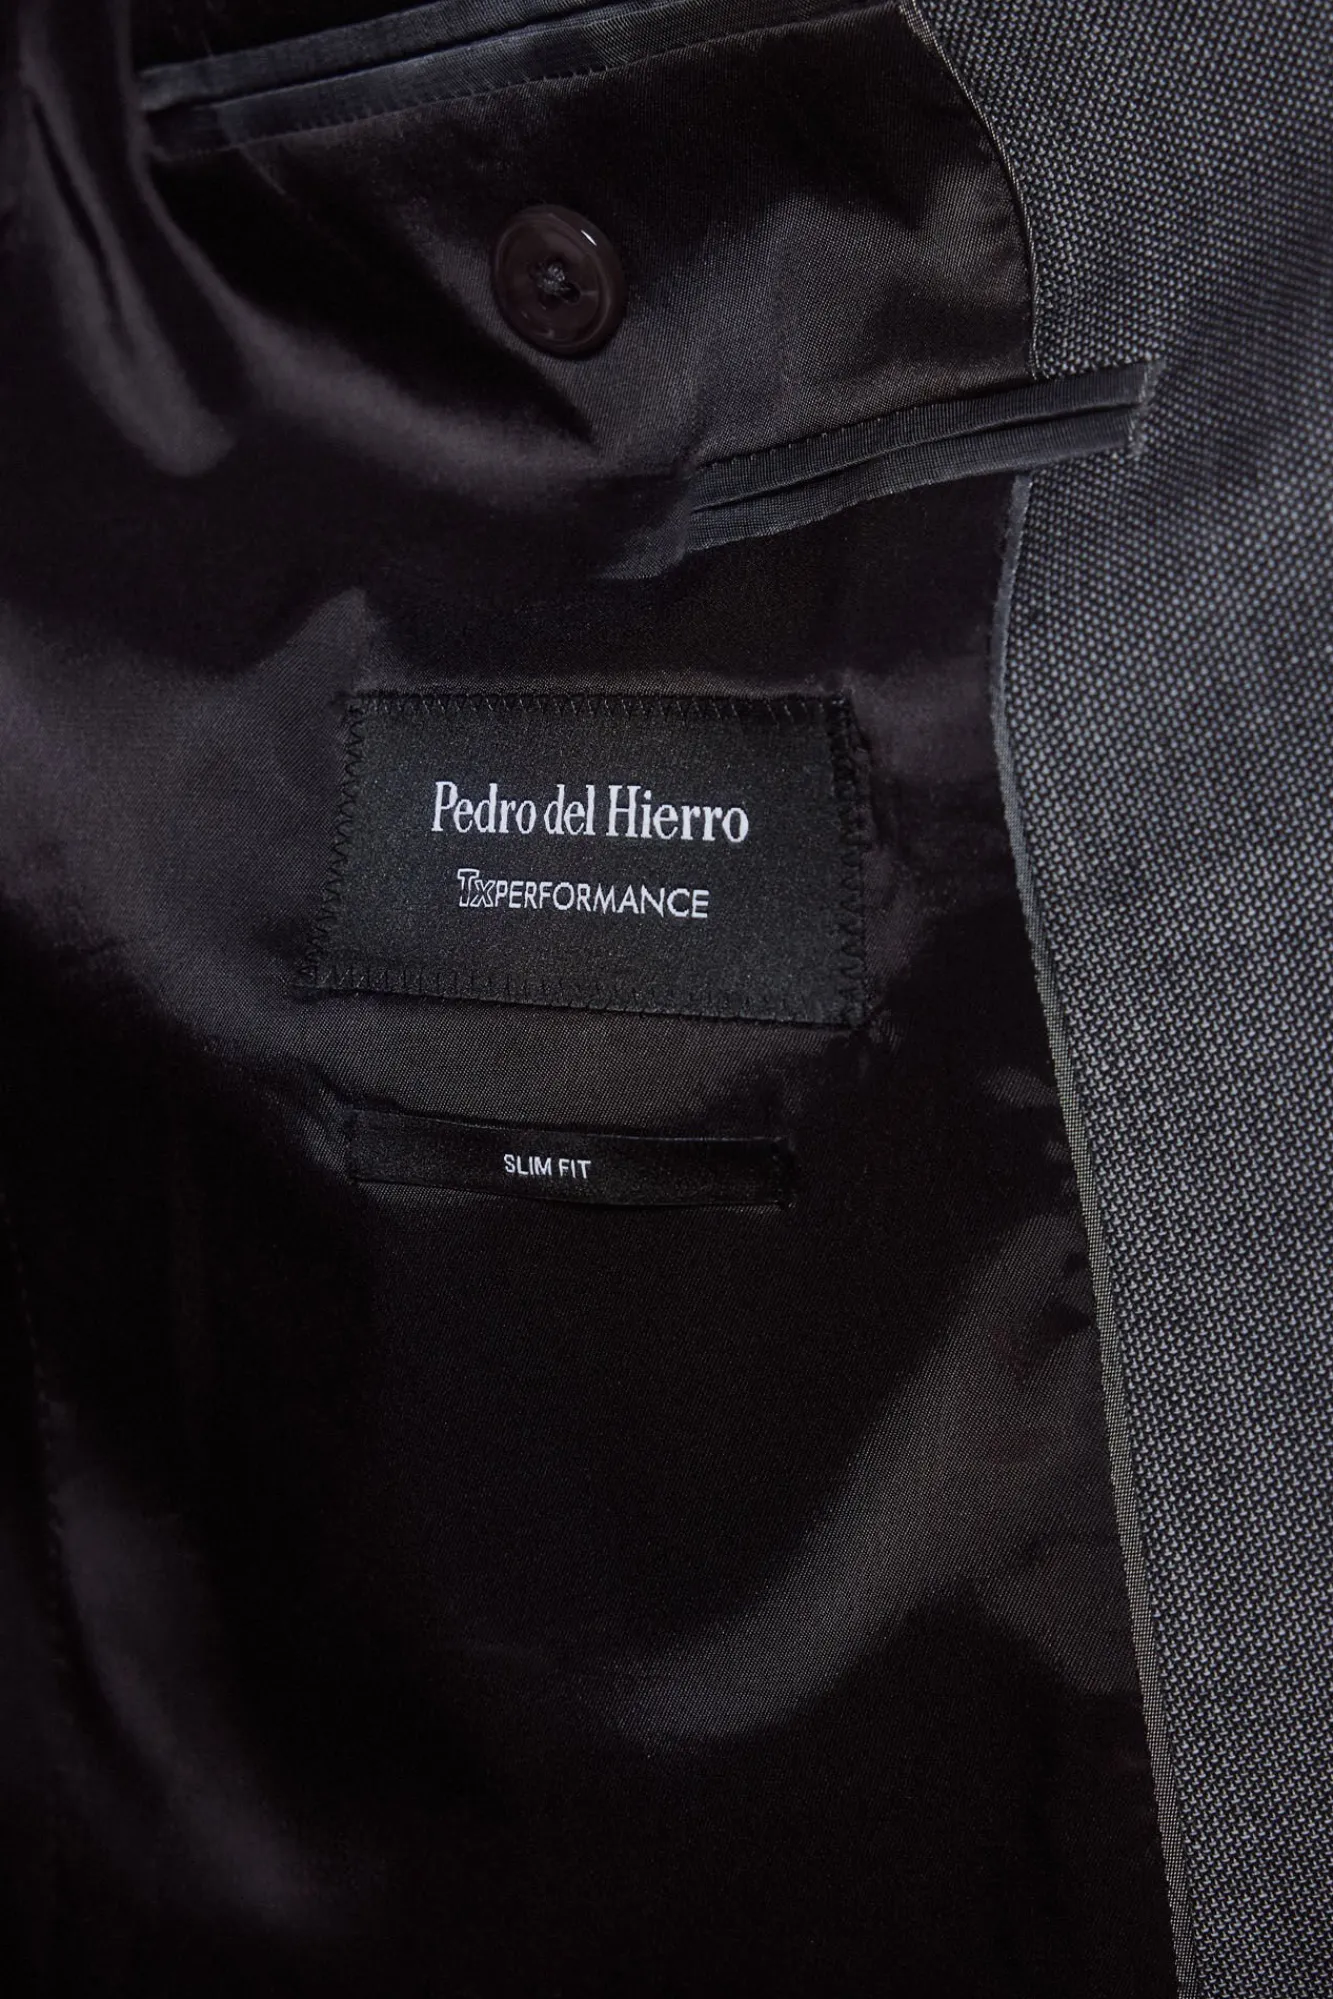 Pedro del Hierro
TxPERFORMANCE
SLIM FIT